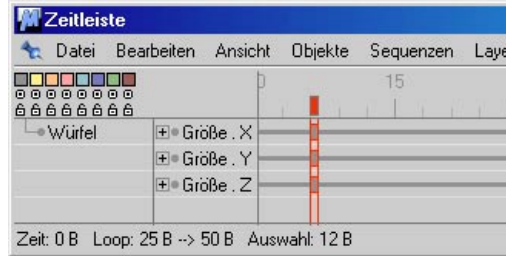 Zeitleiste
Datei Bearbeiten Ansicht Objekte Sequenzen Laye
0 15
Würfel Größe . X
Größe . Y
Größe . Z
Zeit: 0 B Loop: 25 B --> 50 B Auswahl: 12 B